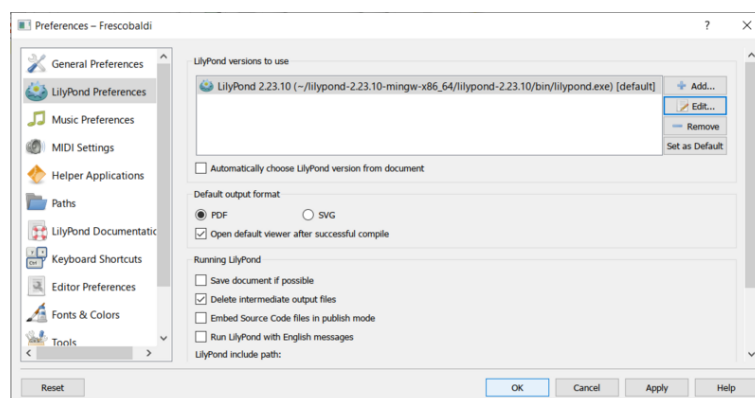 Preferences – Frescobaldi
General Preferences
LilyPond Preferences
Music Preferences
MIDI Settings
Helper Applications
Paths
LilyPond Documentatic
Keyboard Shortcuts
Editor Preferences
Fonts & Colors
Tools
LilyPond versions to use
LilyPond 2.23.10 (~/lilypond-2.23.10-mingw-x86_64/lilypond-2.23.10/bin/lilypond.exe) [default]
Add...
Edit...
Remove
Set as Default
Automatically choose LilyPond version from document
Default output format
PDF SVG
Open default viewer after successful compile
Running LilyPond
Save document if possible
Delete intermediate output files
Embed Source Code files in publish mode
Run LilyPond with English messages
LilyPond include path:
Reset OK Cancel Apply Help